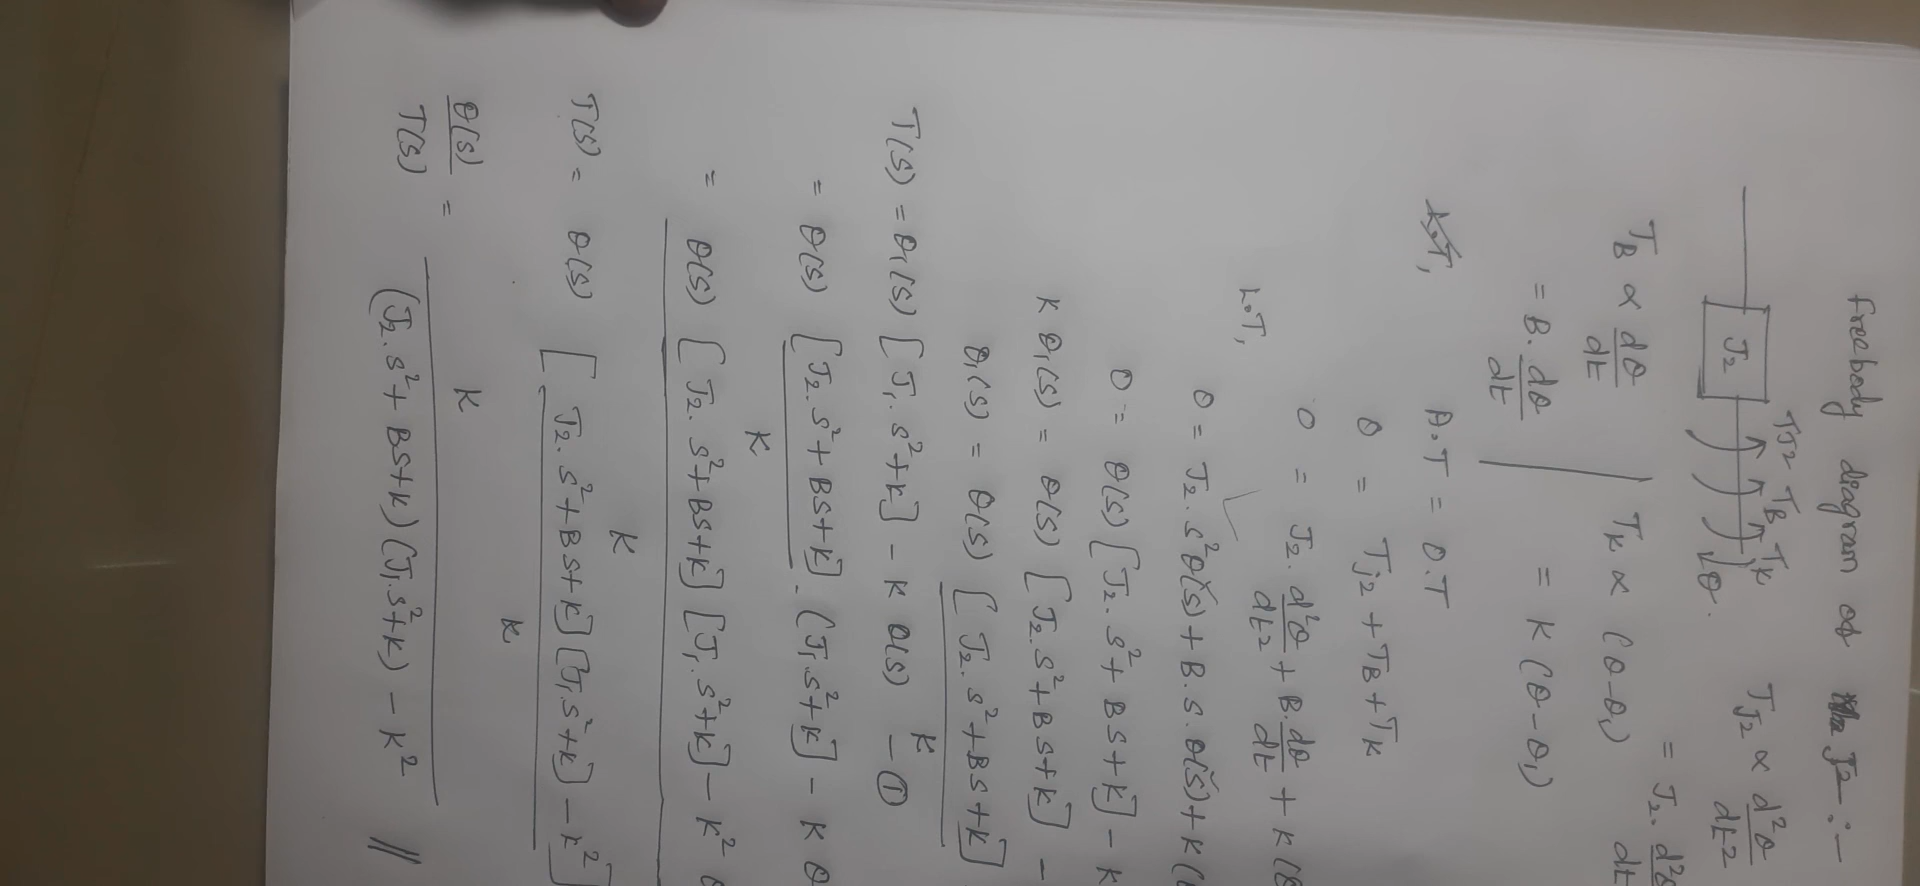 Freebody diagram of J2 :-
TJ2 TB TK
J2
θ.
TJ2 ∝ d²θ/dt2
= J2. d²θ/dt
TB ∝ dθ/dt
TK ∝ (θ-θ1)
= B. dθ/dt
= K (θ-θ1)
A.T = O.T
0 = TJ2 + TB + TK
0 = J2. d²θ/dt2 + B. dθ/dt + K(θ
L.T,
0 = J2. s²θ(s) + B.s. θ(s) + K(
0 = θ(s) [J2. s² + Bs+K] - K
K θ1(s) = θ(s) [J2. s² + Bs+K] -
θ1(s) = θ(s) [J2. s² + Bs+K]
K
T(s) = θ1(s) [J1. s²+K] - K θ(s) - ①
= θ(s) [J2. s² + Bs+K]. (J1. s²+K] - K θ
K
= θ(s) [J2. s²+Bs+K] [J1. s²+K] - K² θ
K
T(s) = θ(s) [J2. s²+Bs+K] [J1. s²+K] - K²]
K
θ(s)/T(s) = K
(J2. s² + Bs+K) (J1. s²+K) - K² //